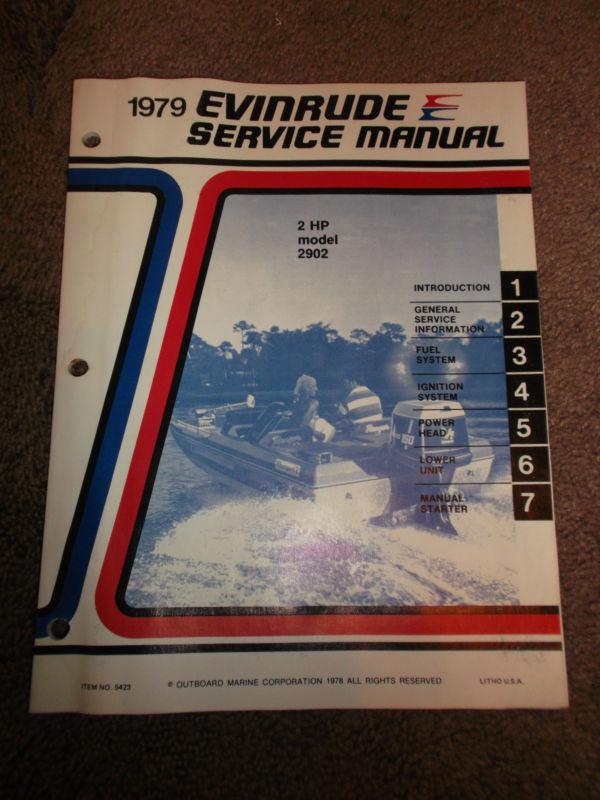 1979 EVINRUDE
SERVICE MANUAL
2 HP
model
2902
INTRODUCTION 1
GENERAL
SERVICE
INFORMATION 2
FUEL
SYSTEM 3
IGNITION
SYSTEM 4
POWER
HEAD 5
LOWER
UNIT 6
MANUAL
STARTER 7
150
ITEM NO. 5423
© OUTBOARD MARINE CORPORATION 1978 ALL RIGHTS RESERVED
LITHO U.S.A.